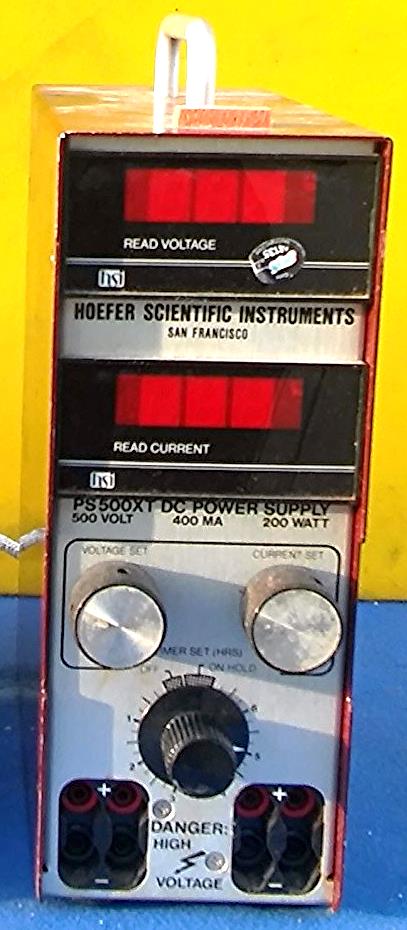 READ VOLTAGE
hsi
HOEFER SCIENTIFIC INSTRUMENTS
SAN FRANCISCO
READ CURRENT
hsi
PS500XT DC POWER SUPPLY
500 VOLT 400 MA 200 WATT
VOLTAGE SET CURRENT SET
TIMER SET (HRS)
OFF ON HOLD
1 6
2 5
3
+ +
DANGER:
HIGH
VOLTAGE
- -